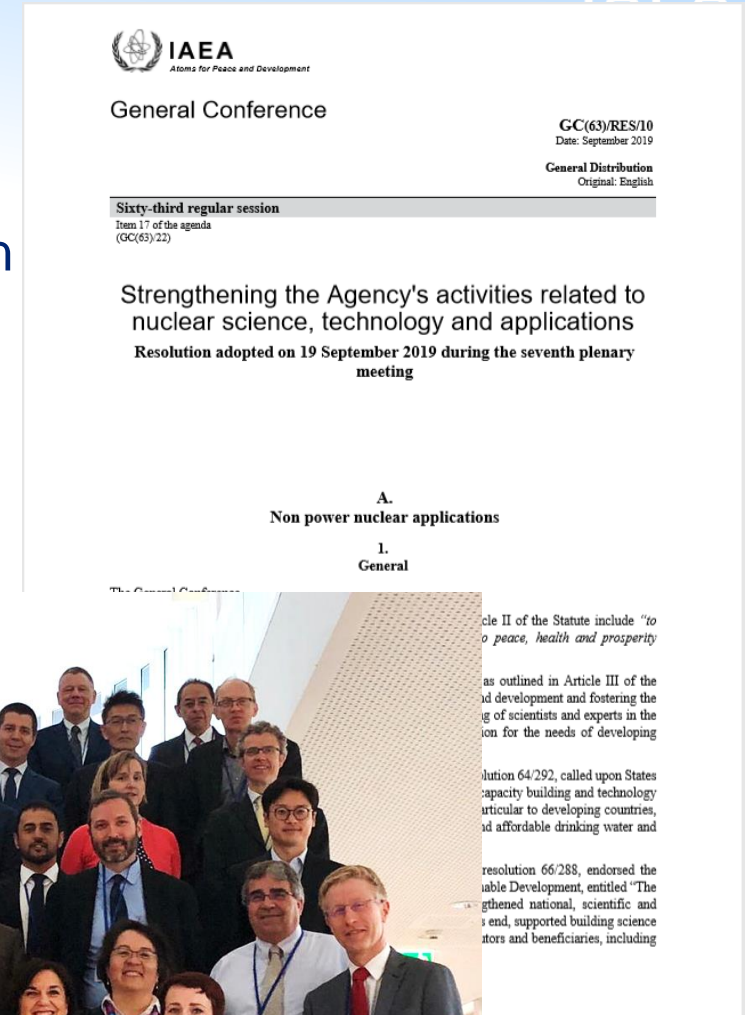 IAEA
Atoms for Peace and Development
General Conference
GC(63)/RES/10
Date: September 2019
General Distribution
Original: English
Sixty-third regular session
Item 17 of the agenda
(GC(63)/22)
n
Strengthening the Agency's activities related to
nuclear science, technology and applications
Resolution adopted on 19 September 2019 during the seventh plenary
meeting
A.
Non power nuclear applications
1.
General
The General Conference
cle II of the Statute include "to
o peace, health and prosperity
as outlined in Article III of the
d development and fostering the
g of scientists and experts in the
ion for the needs of developing
olution 64/292, called upon States
capacity building and technology
articular to developing countries,
d affordable drinking water and
resolution 66/288, endorsed the
able Development, entitled "The
gthened national, scientific and
s end, supported building science
utors and beneficiaries, including